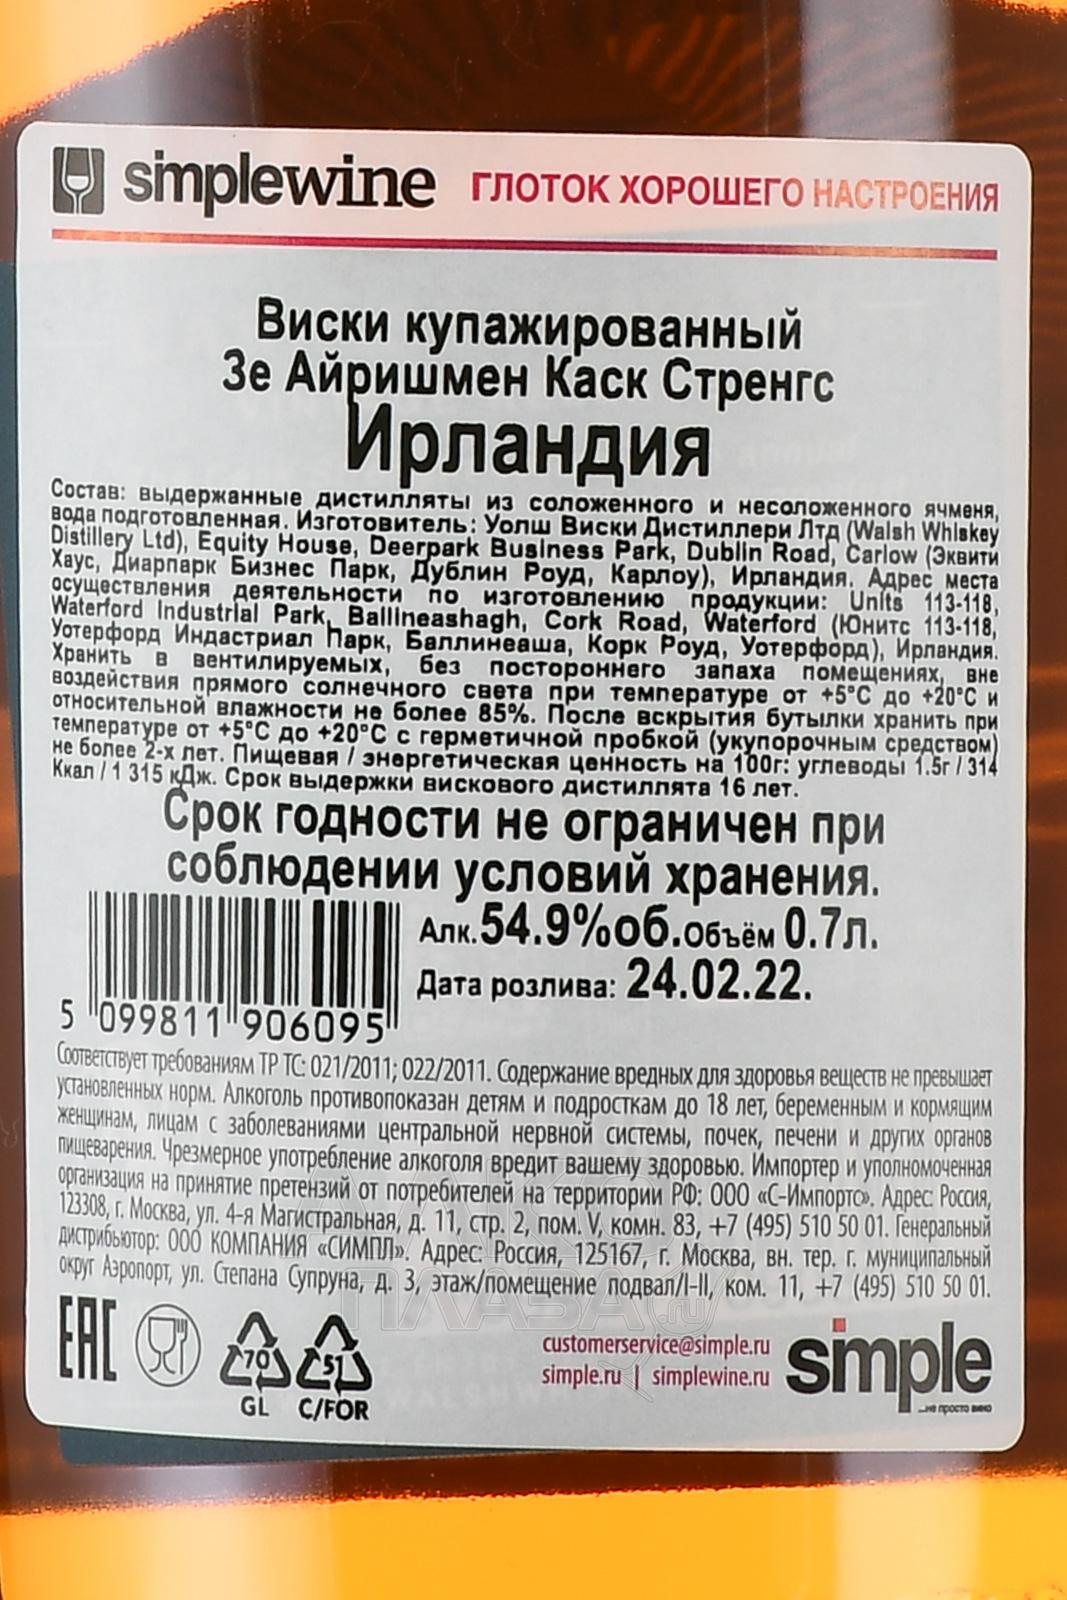 simplewine ГЛОТОК ХОРОШЕГО НАСТРОЕНИЯ
Виски купажированный
Зе Айришмен Каск Стренгс
Ирландия
Состав: выдержанные дистилляты из соложенного и несоложенного ячменя,
вода подготовленная. Изготовитель: Уолш Виски Дистиллери Лтд (Walsh Whiskey
Distillery Ltd), Equity House, Deerpark Business Park, Dublin Road, Carlow (Эквити
Хаус, Диарпарк Бизнес Парк, Дублин Роуд, Карлоу), Ирландия. Адрес места
осуществления деятельности по изготовлению продукции: Units 113-118,
Waterford Industrial Park, Ballineashagh, Cork Road, Waterford (Юнитс 113-118,
Уотерфорд Индастриал Парк, Баллинеаша, Корк Роуд, Уотерфорд), Ирландия.
Хранить в вентилируемых, без постороннего запаха помещениях, вне
воздействия прямого солнечного света при температуре от +5°С до +20°С и
относительной влажности не более 85%. После вскрытия бутылки хранить при
температуре от +5°С до +20°С с герметичной пробкой (укупорочным средством)
не более 2-х лет. Пищевая / энергетическая ценность на 100г: углеводы 1.5г / 314
Ккал / 1 315 кДж. Срок выдержки вискового дистиллята 16 лет.
Срок годности не ограничен при
соблюдении условий хранения.
Алк.54.9%об.объём 0.7л.
Дата розлива: 24.02.22.
5 099811 906095
Соответствует требованиям ТР ТС: 021/2011; 022/2011. Содержание вредных для здоровья веществ не превышает
установленных норм. Алкоголь противопоказан детям и подросткам до 18 лет, беременным и кормящим
женщинам, лицам с заболеваниями центральной нервной системы, почек, печени и других органов
пищеварения. Чрезмерное употребление алкоголя вредит вашему здоровью. Импортер и уполномоченная
организация на принятие претензий от потребителей на территории РФ: ООО «С-Импортс». Адрес: Россия,
123308, г. Москва, ул. 4-я Магистральная, д. 11, стр. 2, пом. V, комн. 83, +7 (495) 510 50 01. Генеральный
дистрибьютор: ООО КОМПАНИЯ «СИМПЛ». Адрес: Россия, 125167, г. Москва, вн. тер. г. муниципальный
округ Аэропорт, ул. Степана Супруна, д. 3, этаж/помещение подвал/I-II, ком. 11, +7 (495) 510 50 01.
АЛКО
ПЛАЗА.ru
EAC
70
GL
51
C/FOR
customerservice@simple.ru
simple.ru | simplewine.ru
simple
...не просто вино